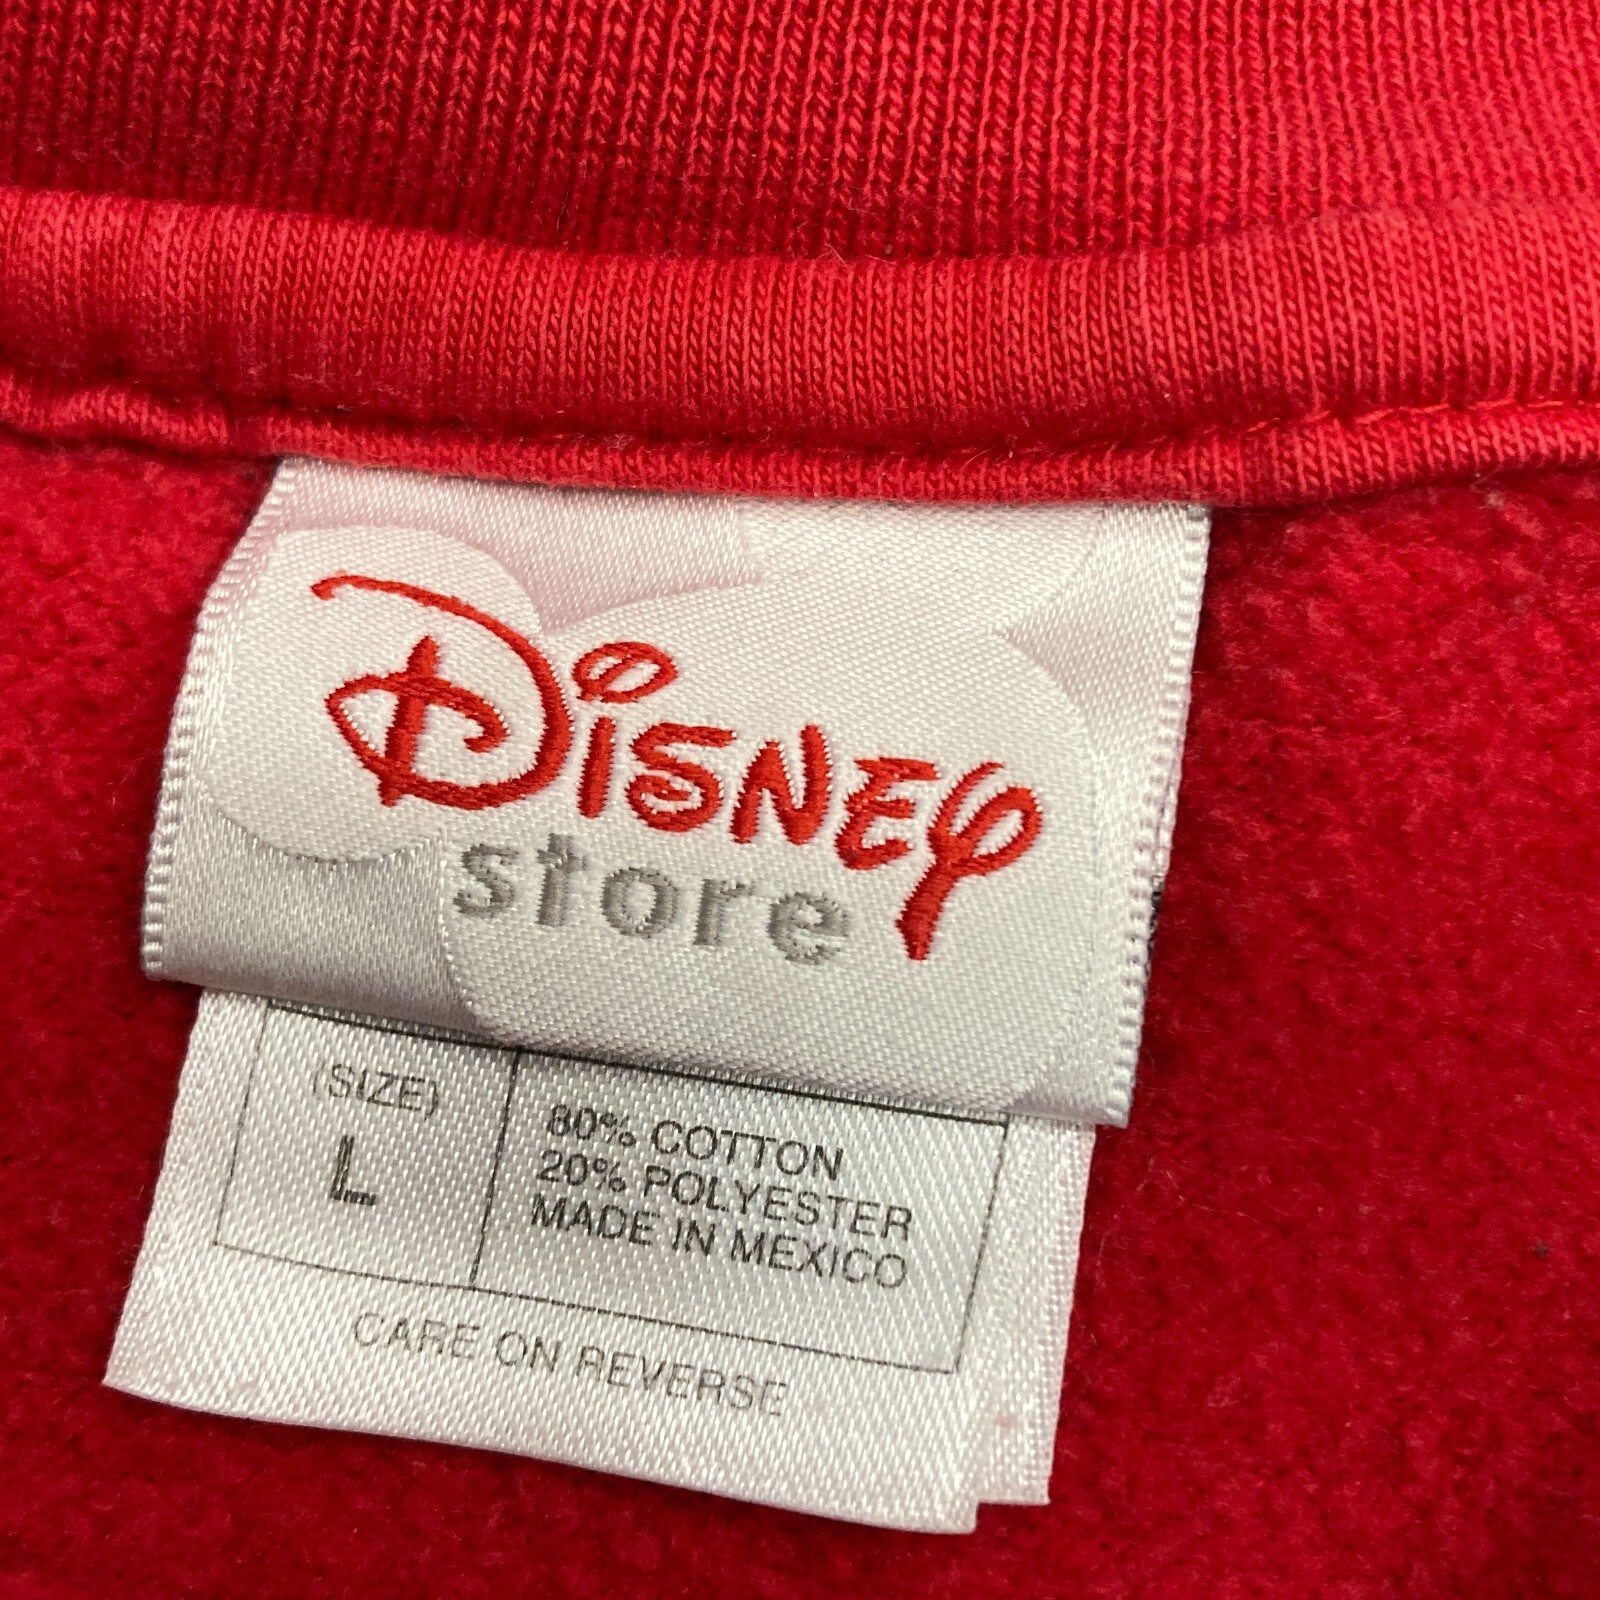 Disney
store
(SIZE)
L
80% COTTON
20% POLYESTER
MADE IN MEXICO
CARE ON REVERSE